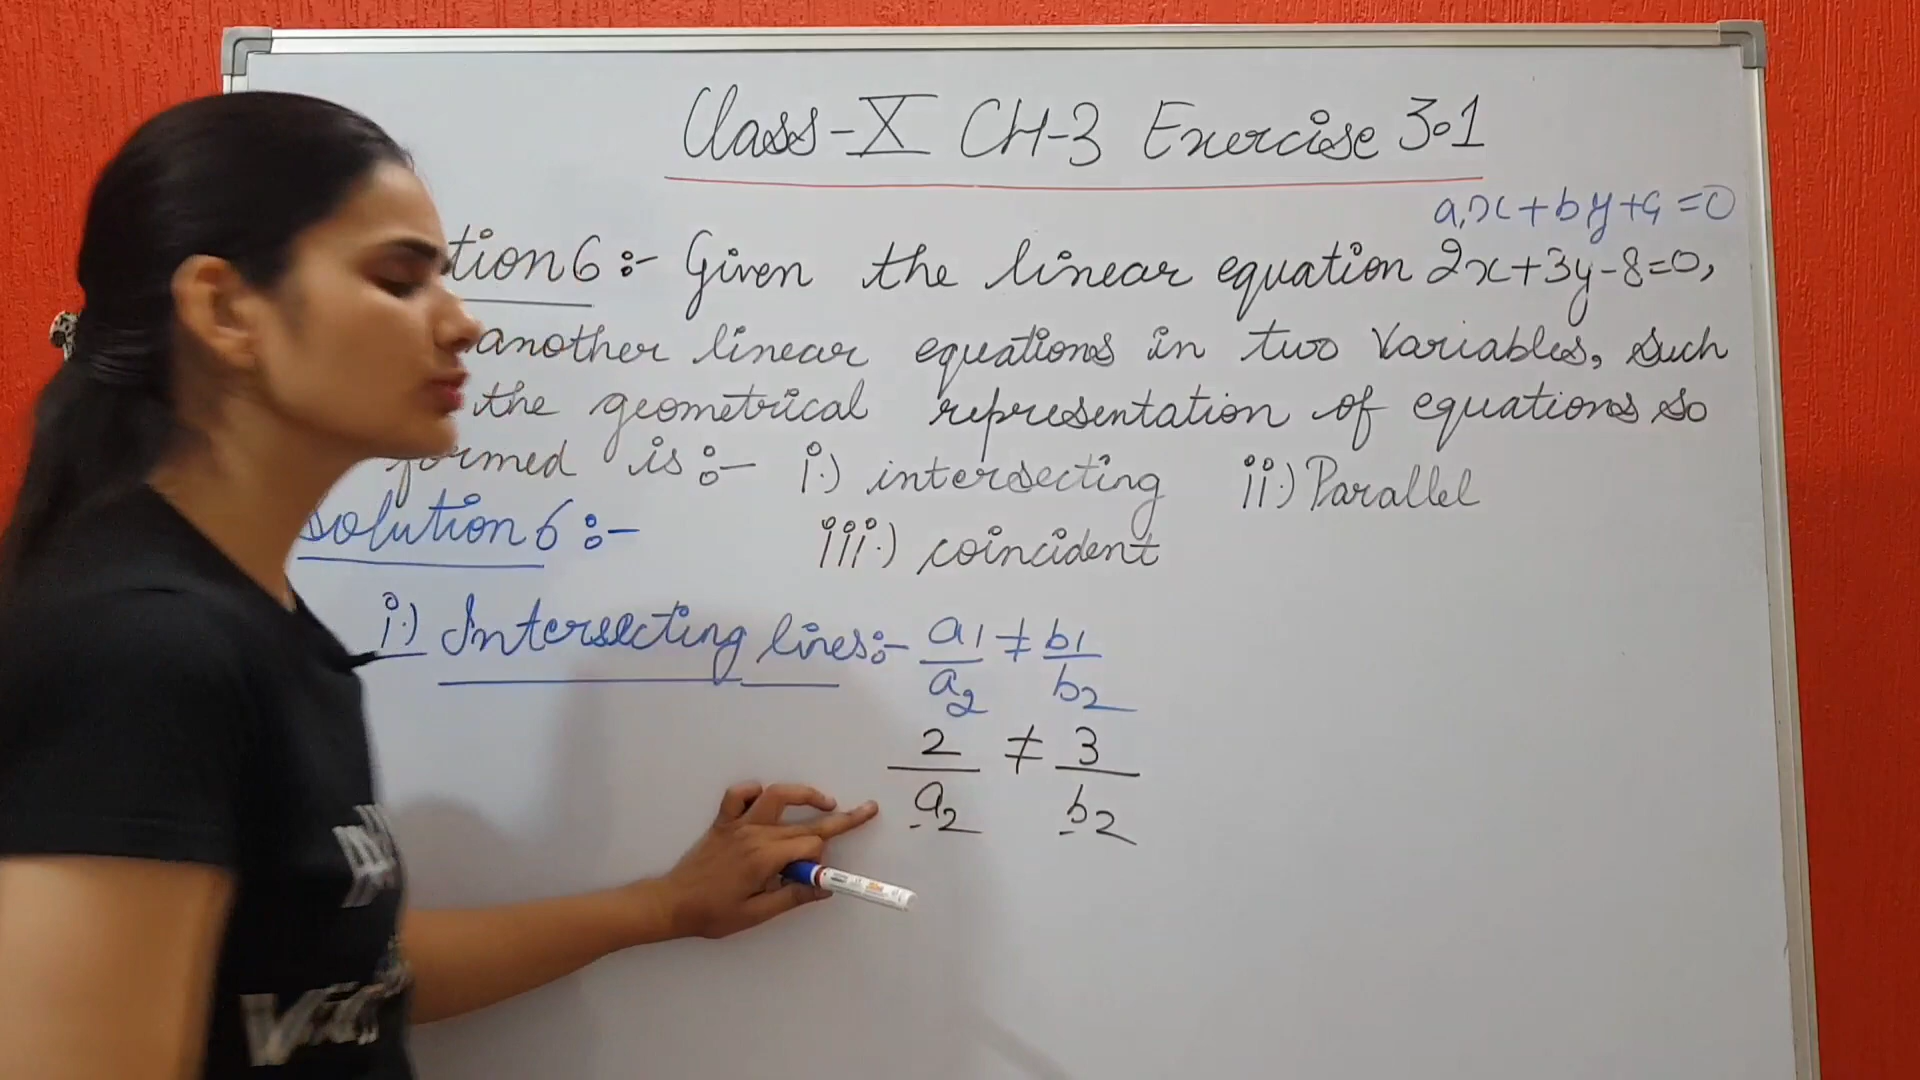 Class-X CH-3 Exercise 3.1
a1x+by+c=0
tion 6:- Given the linear equation 2x+3y-8=0,
another linear equations in two Variables, such
the geometrical representation of equations so
formed is:- i.) intersecting ii.) Parallel
Solution 6:- iii.) coincident
i.) Intersecting lines:- a1/a2 ≠ b1/b2
2/a2 ≠ 3/b2